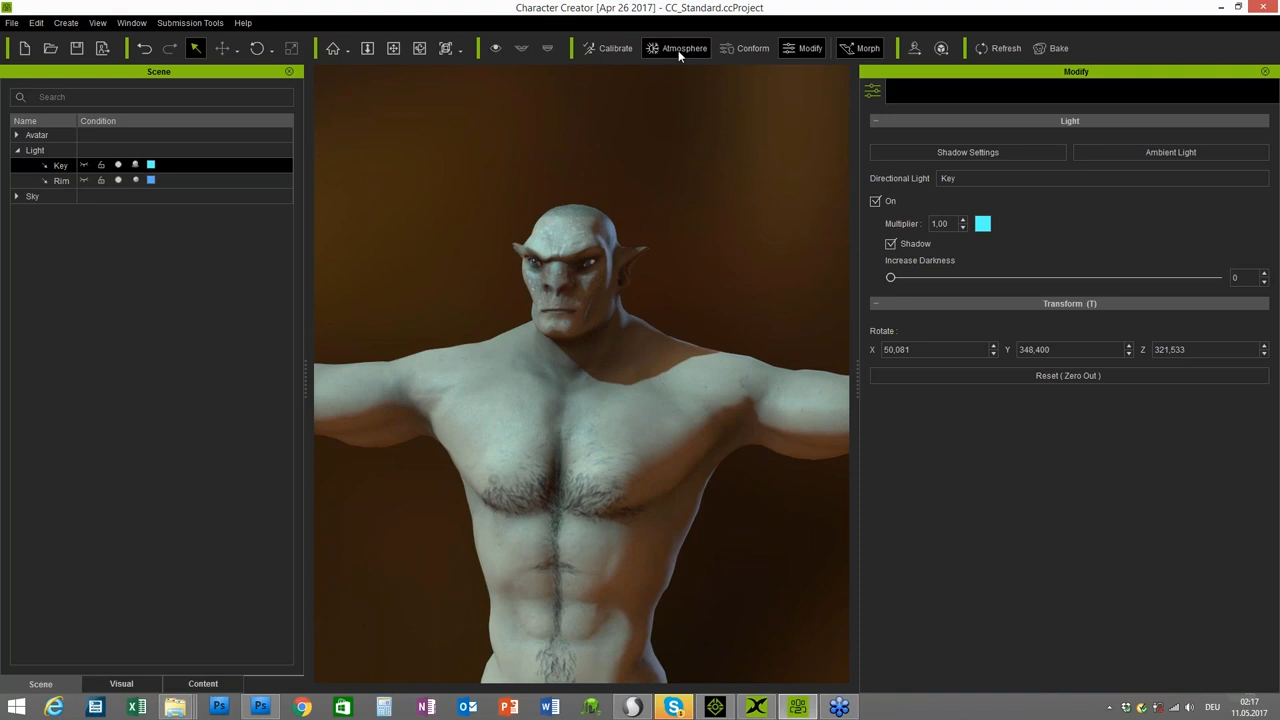 Character Creator [Apr 26 2017] - CC_Standard.ccProject
File Edit Create View Window Submission Tools Help
Calibrate Atmosphere Conform Modify Morph Refresh Bake
Scene
Search
Name Condition
Avatar
Light
Key
Rim
Sky
Scene Visual Content
Modify
Light
Shadow Settings Ambient Light
Directional Light Key
On
Multiplier : 1,00
Shadow
Increase Darkness
0
Transform (T)
Rotate :
X 50,081 Y 348,400 Z 321,533
Reset ( Zero Out )
DEU 02:17
11.05.2017